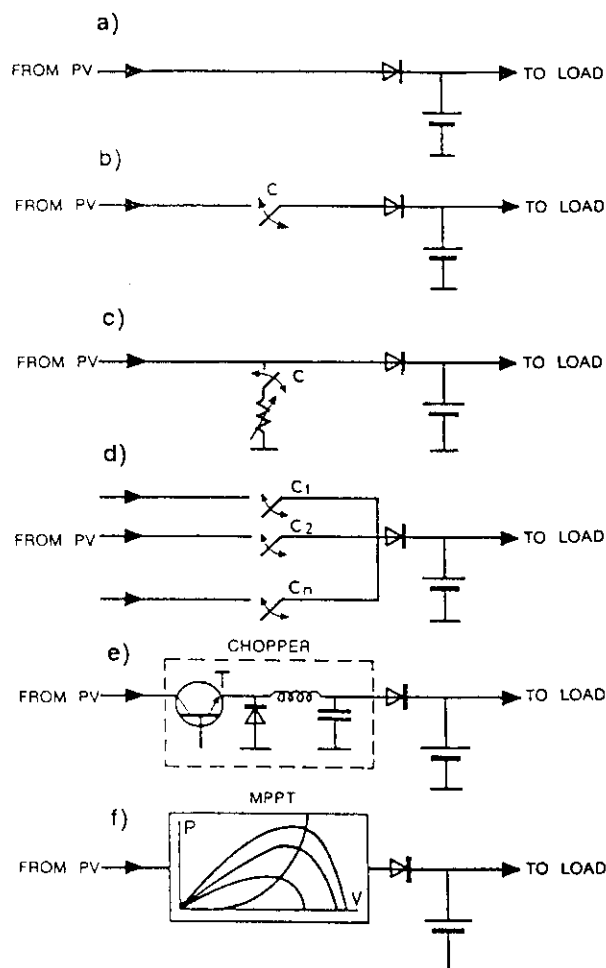 a)
FROM PV
TO LOAD
b)
C
FROM PV
TO LOAD
c)
FROM PV
TO LOAD
C
d)
C1
FROM PV
C2
TO LOAD
Cn
e)
CHOPPER
T
FROM PV
TO LOAD
MPPT
f)
P
FROM PV
V
TO LOAD